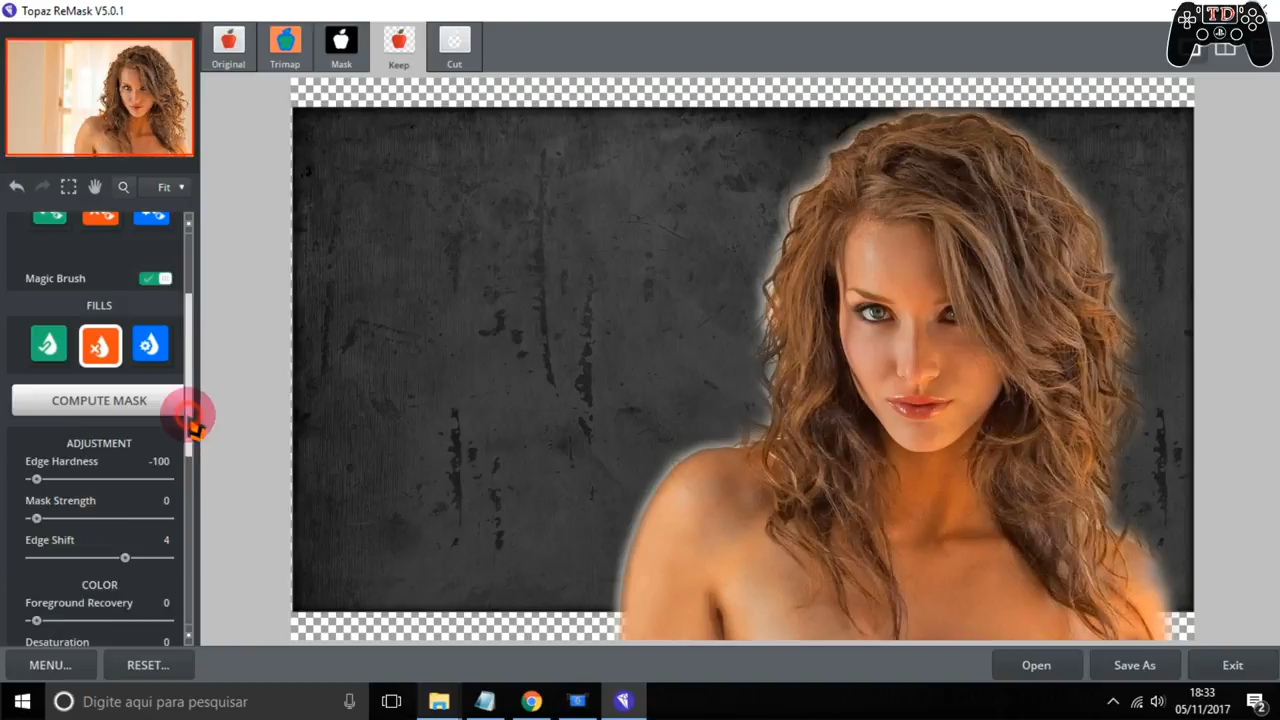 Topaz ReMask V5.0.1
TD
Original
Trimap
Mask
Keep
Cut
Fit
Magic Brush
FILLS
COMPUTE MASK
ADJUSTMENT
Edge Hardness -100
Mask Strength 0
Edge Shift 4
COLOR
Foreground Recovery 0
Desaturation 0
MENU...
RESET...
Open
Save As
Exit
Digite aqui para pesquisar
18:33
05/11/2017
2